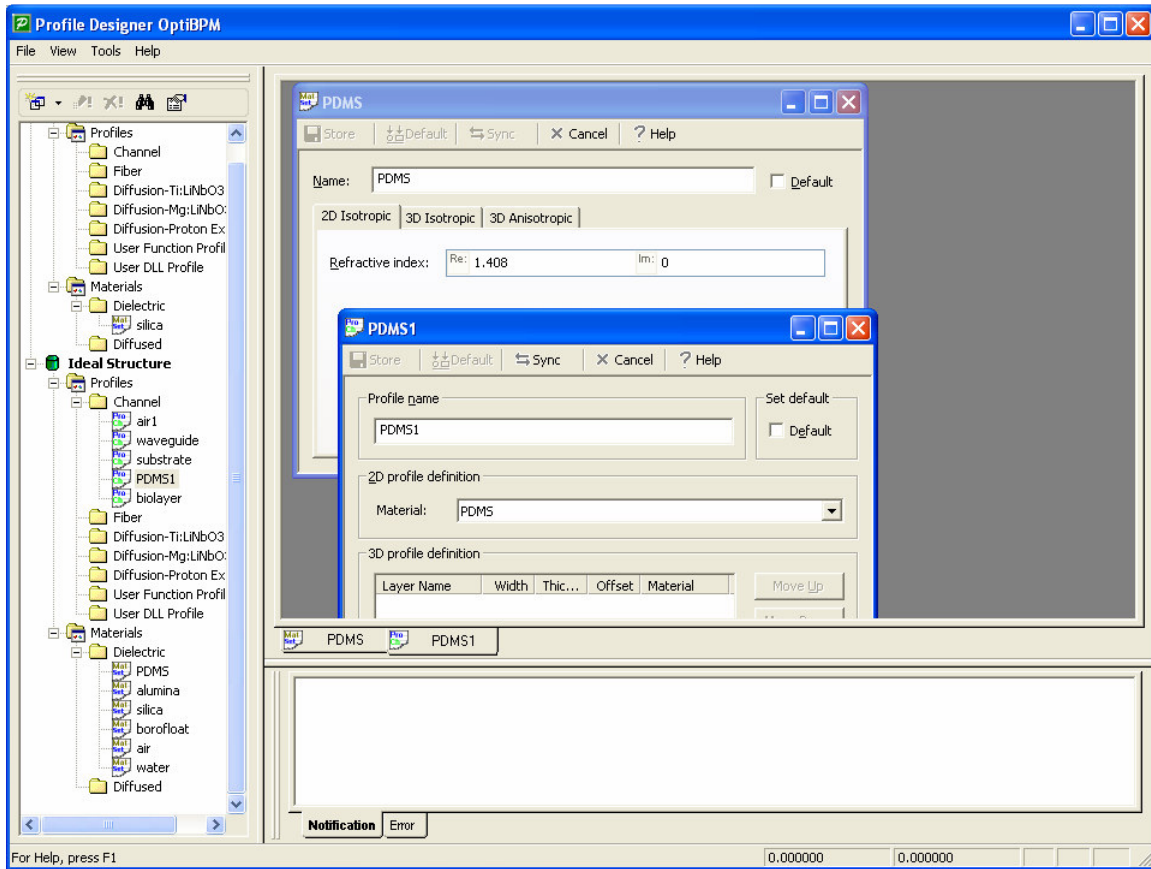 Profile Designer OptiBPM
File View Tools Help
Profiles
Channel
Fiber
Diffusion-Ti:LiNbO3
Diffusion-Mg:LiNbO
Diffusion-Proton Ex
User Function Profil
User DLL Profile
Materials
Dielectric
silica
Diffused
Ideal Structure
Profiles
Channel
air1
waveguide
substrate
PDMS1
biolayer
Fiber
Diffusion-Ti:LiNbO3
Diffusion-Mg:LiNbO
Diffusion-Proton Ex
User Function Profil
User DLL Profile
Materials
Dielectric
PDMS
alumina
silica
borofloat
air
water
Diffused
PDMS
Store Default Sync Cancel Help
Name: PDMS Default
2D Isotropic 3D Isotropic 3D Anisotropic
Refractive index: Re: 1.408 Im: 0
PDMS1
Store Default Sync Cancel Help
Profile name Set default
PDMS1 Default
2D profile definition
Material: PDMS
3D profile definition
Layer Name Width Thic... Offset Material Move Up
PDMS PDMS1
Notification Error
For Help, press F1 0.000000 0.000000